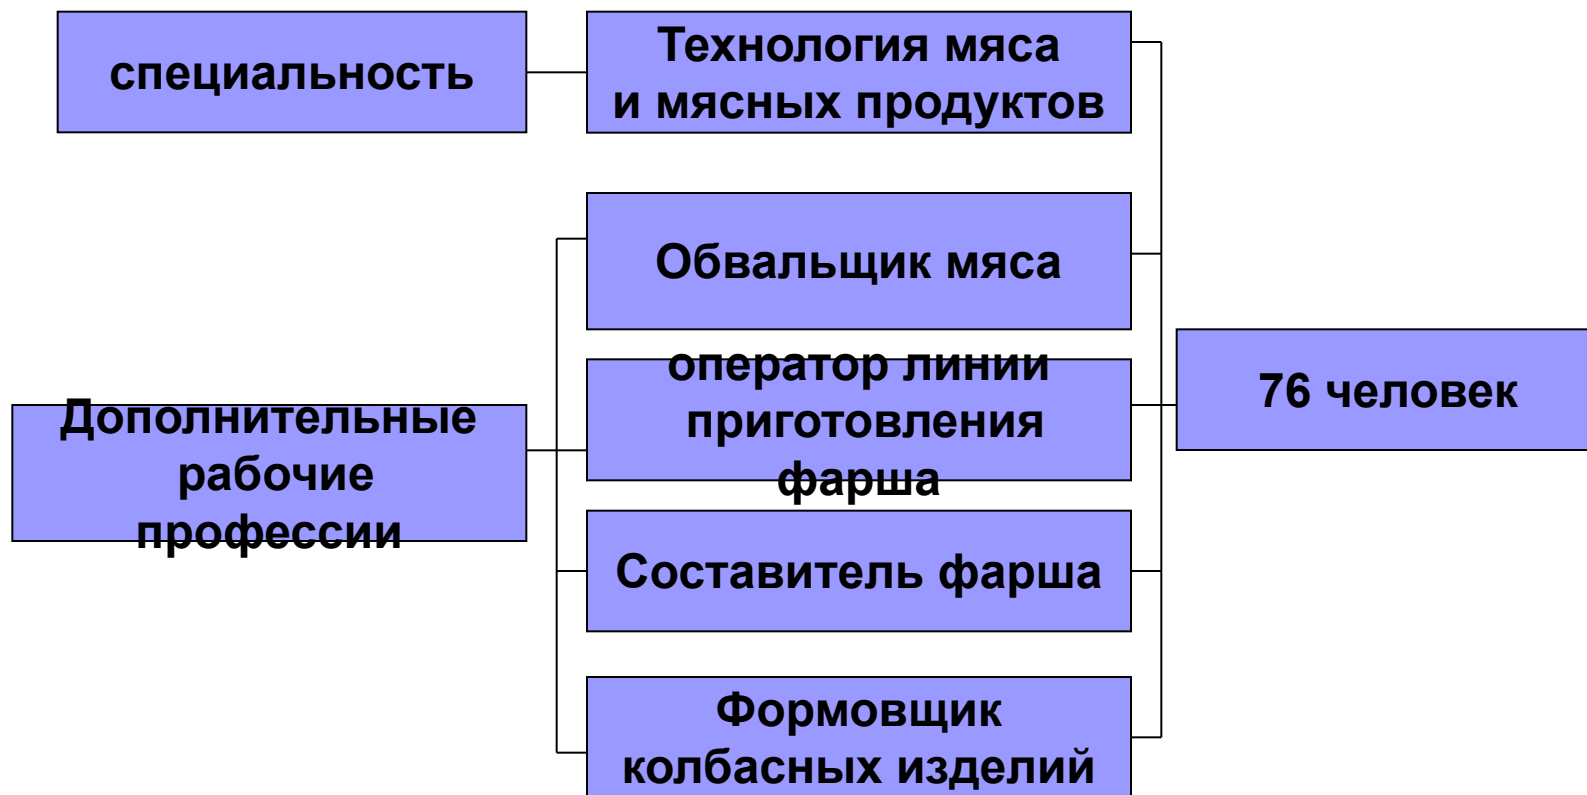 специальность
Технология мяса
и мясных продуктов
Обвальщик мяса
оператор линии
приготовления
фарша
76 человек
Дополнительные
рабочие
профессии
Составитель фарша
Формовщик
колбасных изделий